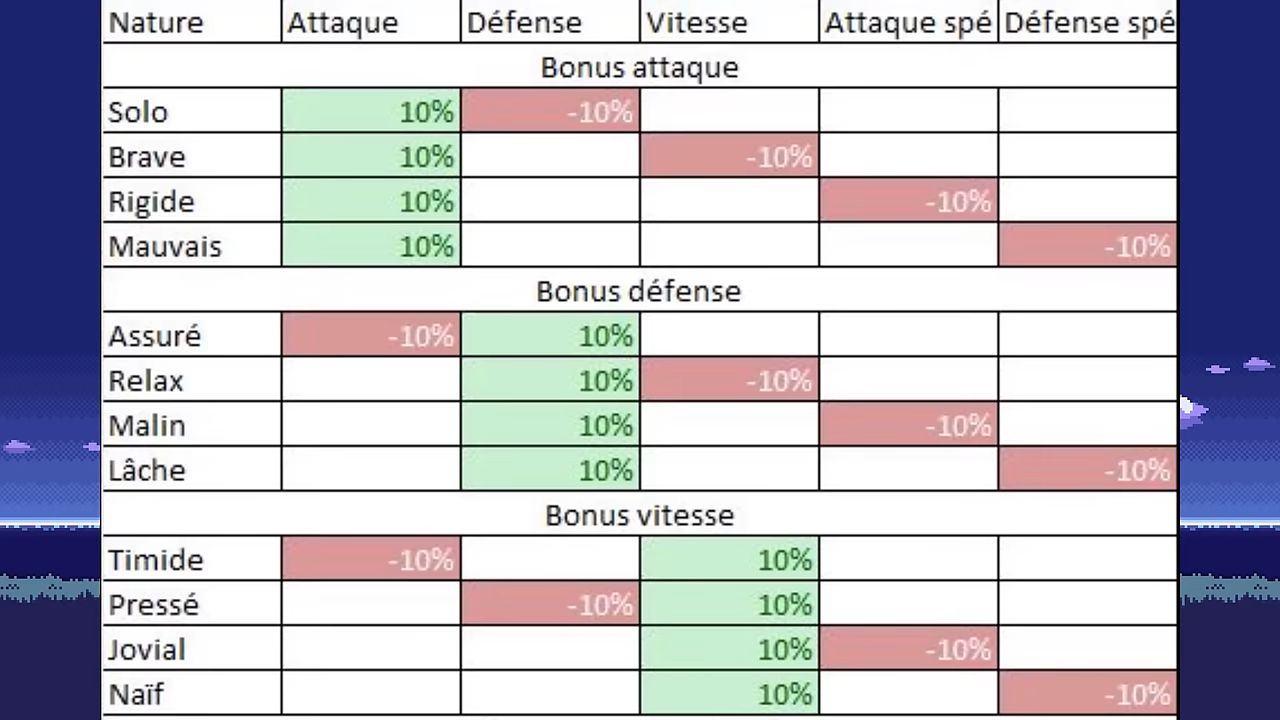 Nature Attaque Défense Vitesse Attaque spé Défense spé
Bonus attaque
Solo 10% -10%
Brave 10% -10%
Rigide 10% -10%
Mauvais 10% -10%
Bonus défense
Assuré -10% 10%
Relax 10% -10%
Malin 10% -10%
Lâche 10% -10%
Bonus vitesse
Timide -10% 10%
Pressé -10% 10%
Jovial 10% -10%
Naïf 10% -10%